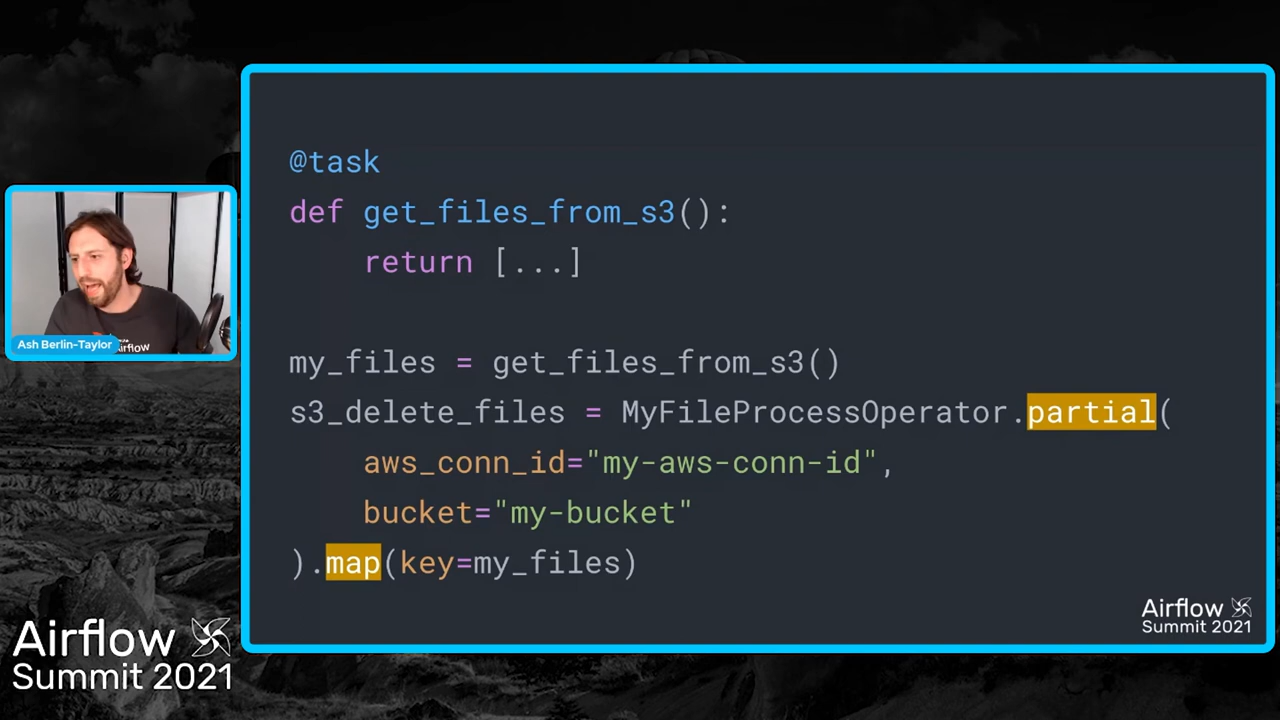 @task
def get_files_from_s3():
    return [...]
my_files = get_files_from_s3()
s3_delete_files = MyFileProcessOperator.partial(
    aws_conn_id="my-aws-conn-id",
    bucket="my-bucket"
).map(key=my_files)
Airflow
Summit 2021
Ash Berlin-Taylor
Airflow
Airflow
Summit 2021